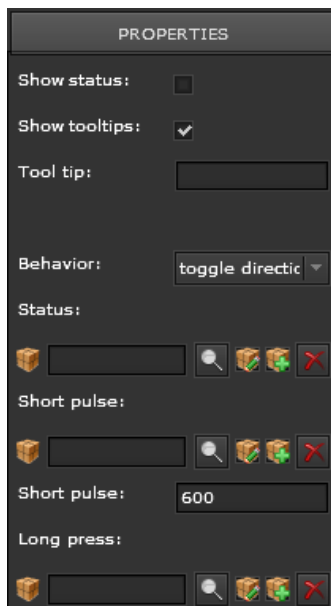 PROPERTIES
Show status:
Show tooltips:
Tool tip:
Behavior:
toggle directic
Status:
Short pulse:
Short pulse:
600
Long press: